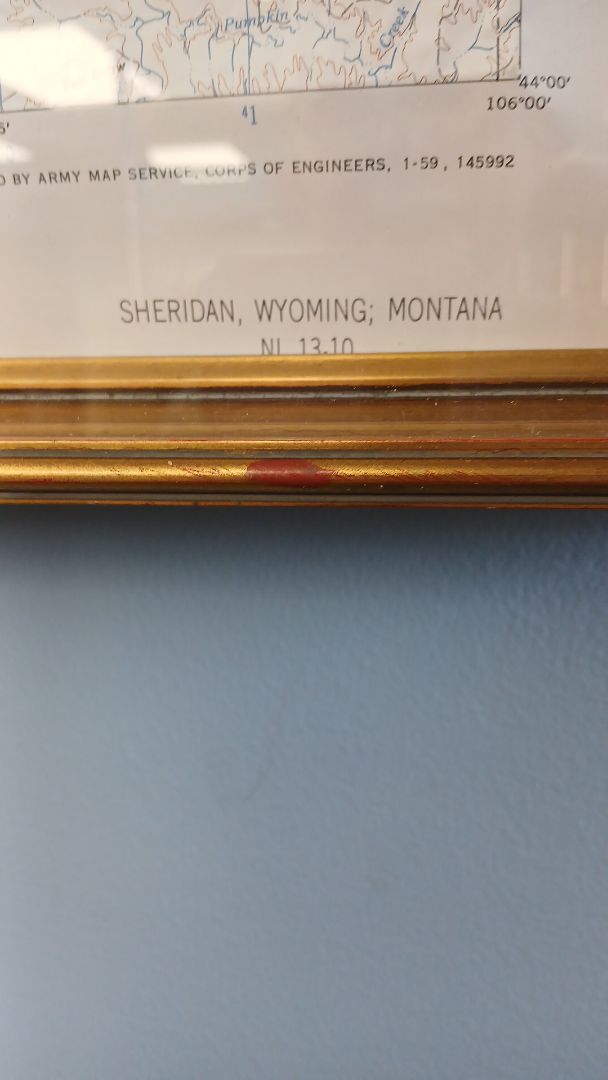 Pumpkin
Creek
44°00′
106°00′
5′
41
D BY ARMY MAP SERVICE, CORPS OF ENGINEERS, 1-59, 145992
SHERIDAN, WYOMING; MONTANA
NL 13-10